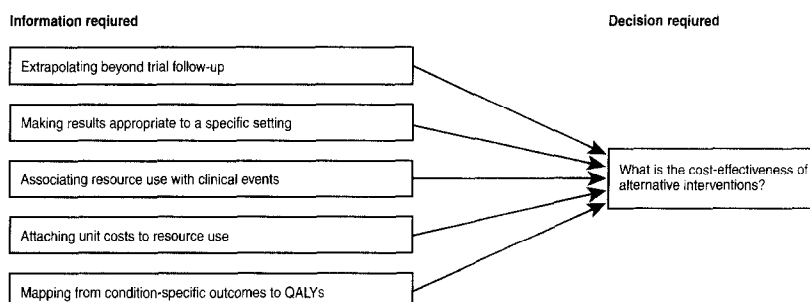 Information reqiured
Decision reqiured
Extrapolating beyond trial follow-up
Making results appropriate to a specific setting
Associating resource use with clinical events
Attaching unit costs to resource use
Mapping from condition-specific outcomes to QALYs
What is the cost-effectiveness of
alternative interventions?